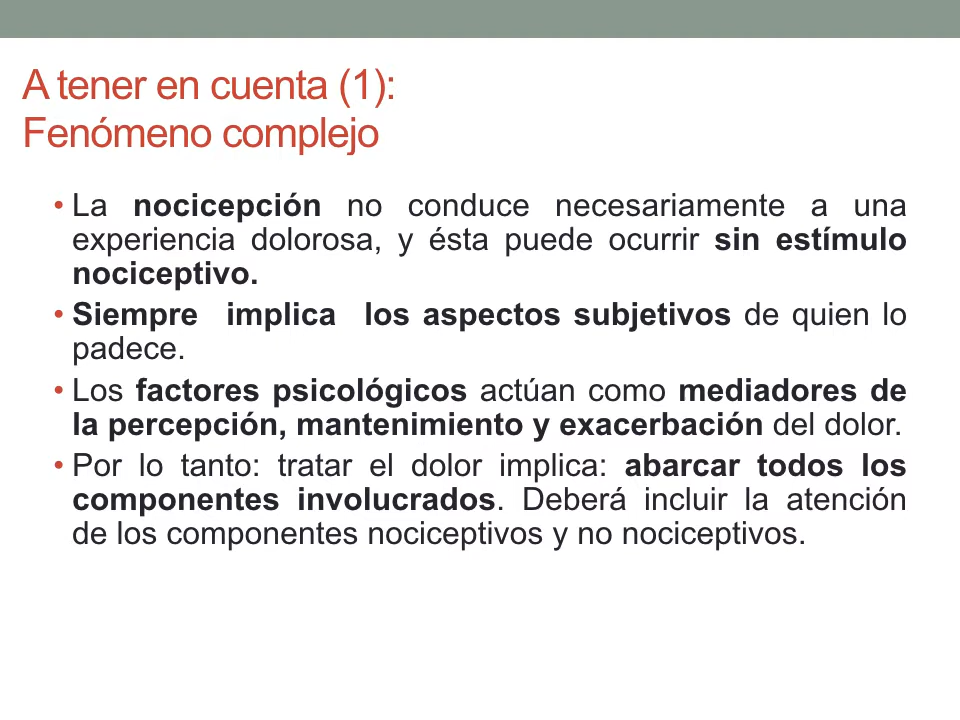 A tener en cuenta (1):
Fenómeno complejo
• La nocicepción no conduce necesariamente a una
experiencia dolorosa, y ésta puede ocurrir sin estímulo
nociceptivo.
• Siempre implica los aspectos subjetivos de quien lo
padece.
• Los factores psicológicos actúan como mediadores de
la percepción, mantenimiento y exacerbación del dolor.
• Por lo tanto: tratar el dolor implica: abarcar todos los
componentes involucrados. Deberá incluir la atención
de los componentes nociceptivos y no nociceptivos.